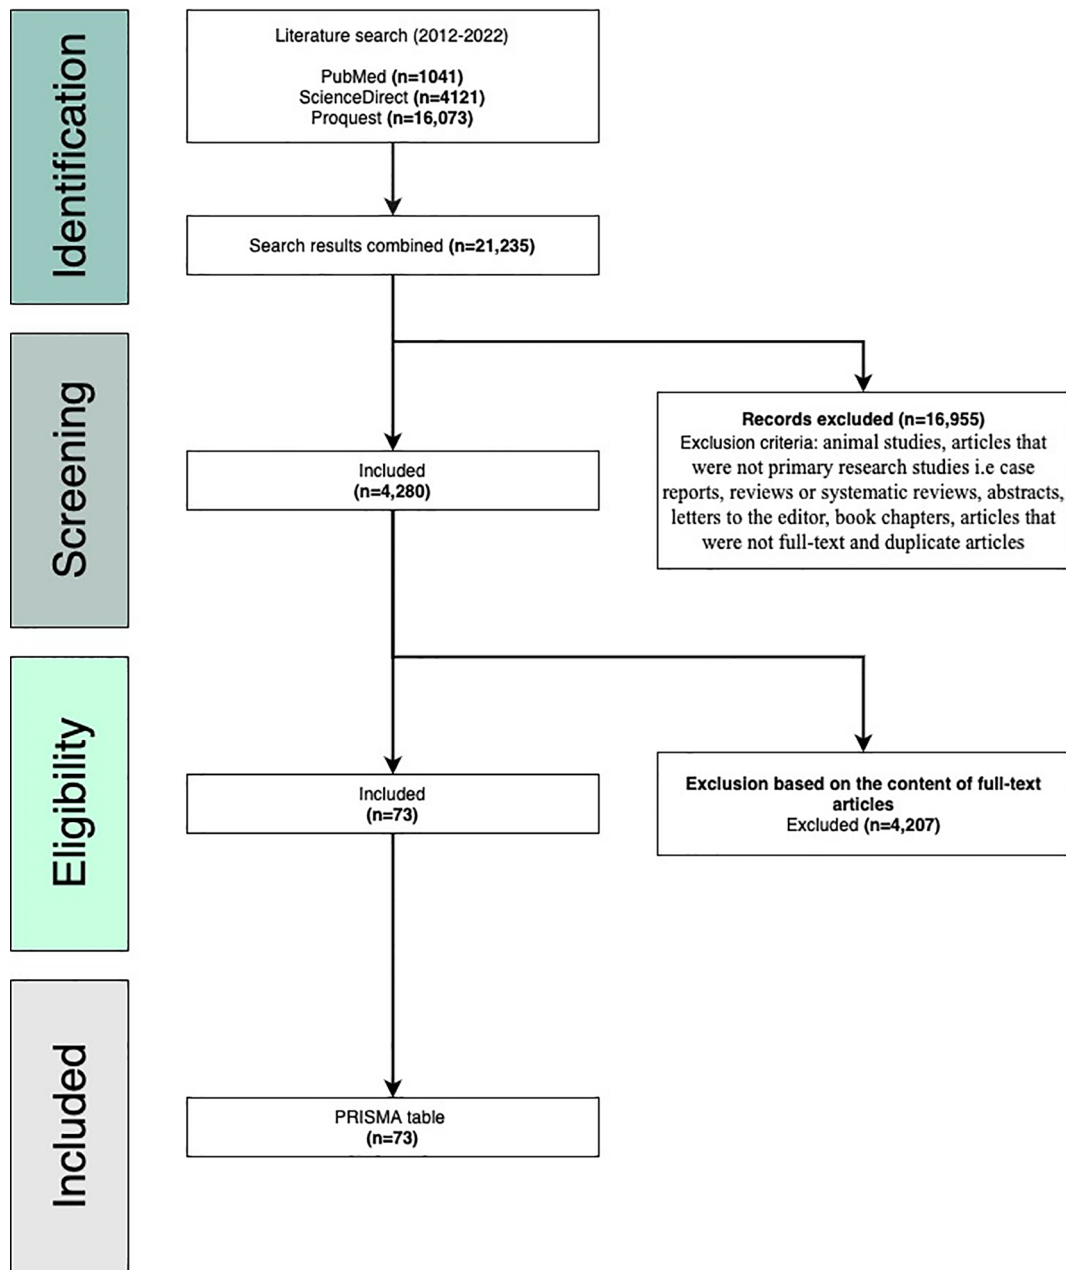 Identification
Literature search (2012-2022)
PubMed (n=1041)
ScienceDirect (n=4121)
Proquest (n=16,073)
Search results combined (n=21,235)
Screening
Records excluded (n=16,955)
Exclusion criteria: animal studies, articles that
were not primary research studies i.e case
reports, reviews or systematic reviews, abstracts,
letters to the editor, book chapters, articles that
were not full-text and duplicate articles
Included
(n=4,280)
Eligibility
Included
(n=73)
Exclusion based on the content of full-text
articles
Excluded (n=4,207)
Included
PRISMA table
(n=73)